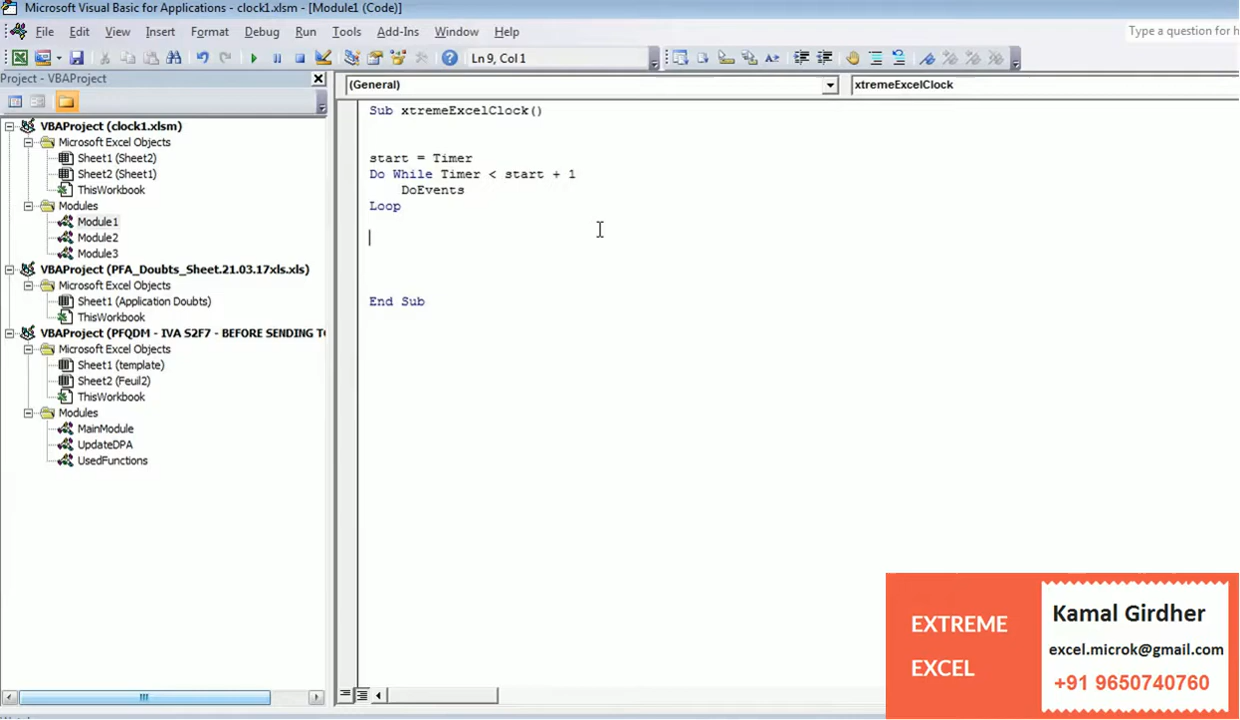 Microsoft Visual Basic for Applications - clock1.xlsm - [Module1 (Code)]
File Edit View Insert Format Debug Run Tools Add-Ins Window Help
Type a question for h
Ln 9, Col 1
Project - VBAProject
(General)
xtremeExcelClock
VBAProject (clock1.xlsm)
Microsoft Excel Objects
Sheet1 (Sheet2)
Sheet2 (Sheet1)
ThisWorkbook
Modules
Module1
Module2
Module3
VBAProject (PFA_Doubts_Sheet.21.03.17xls.xls)
Microsoft Excel Objects
Sheet1 (Application Doubts)
ThisWorkbook
VBAProject (PFQDM - IVA S2F7 - BEFORE SENDING T
Microsoft Excel Objects
Sheet1 (template)
Sheet2 (Feuil2)
ThisWorkbook
Modules
MainModule
UpdateDPA
UsedFunctions
Sub xtremeExcelClock()
start = Timer
Do While Timer < start + 1
DoEvents
Loop
End Sub
EXTREME
EXCEL
Kamal Girdher
excel.microk@gmail.com
+91 9650740760